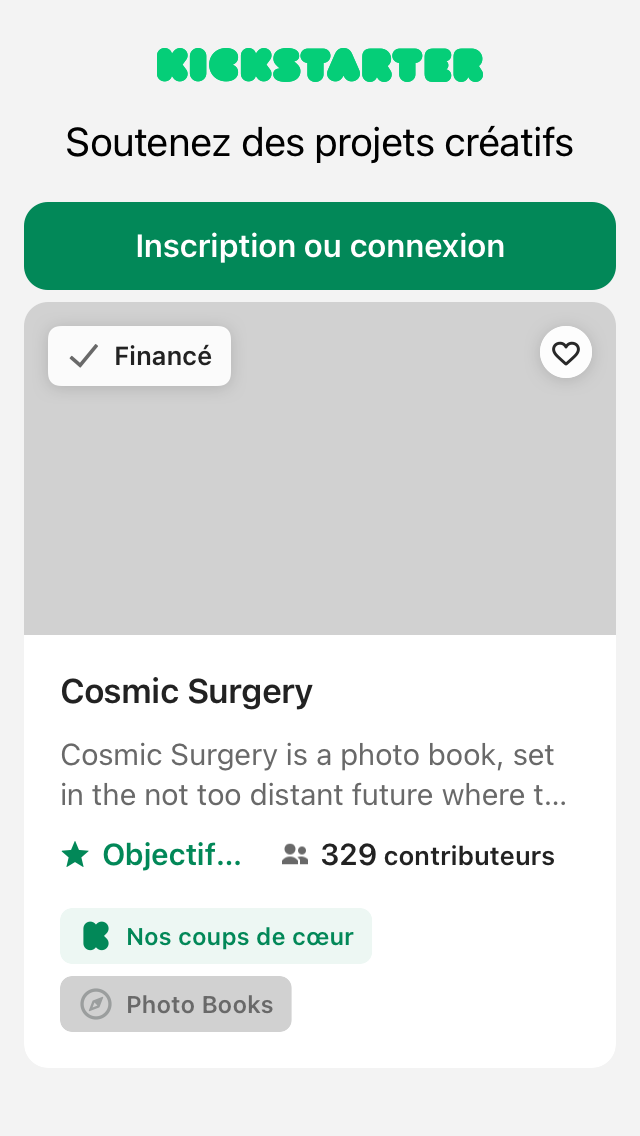 KICKSTARTER
Soutenez des projets créatifs
Inscription ou connexion
Financé
Cosmic Surgery
Cosmic Surgery is a photo book, set
in the not too distant future where t...
Objectif... 329 contributeurs
Nos coups de cœur
Photo Books